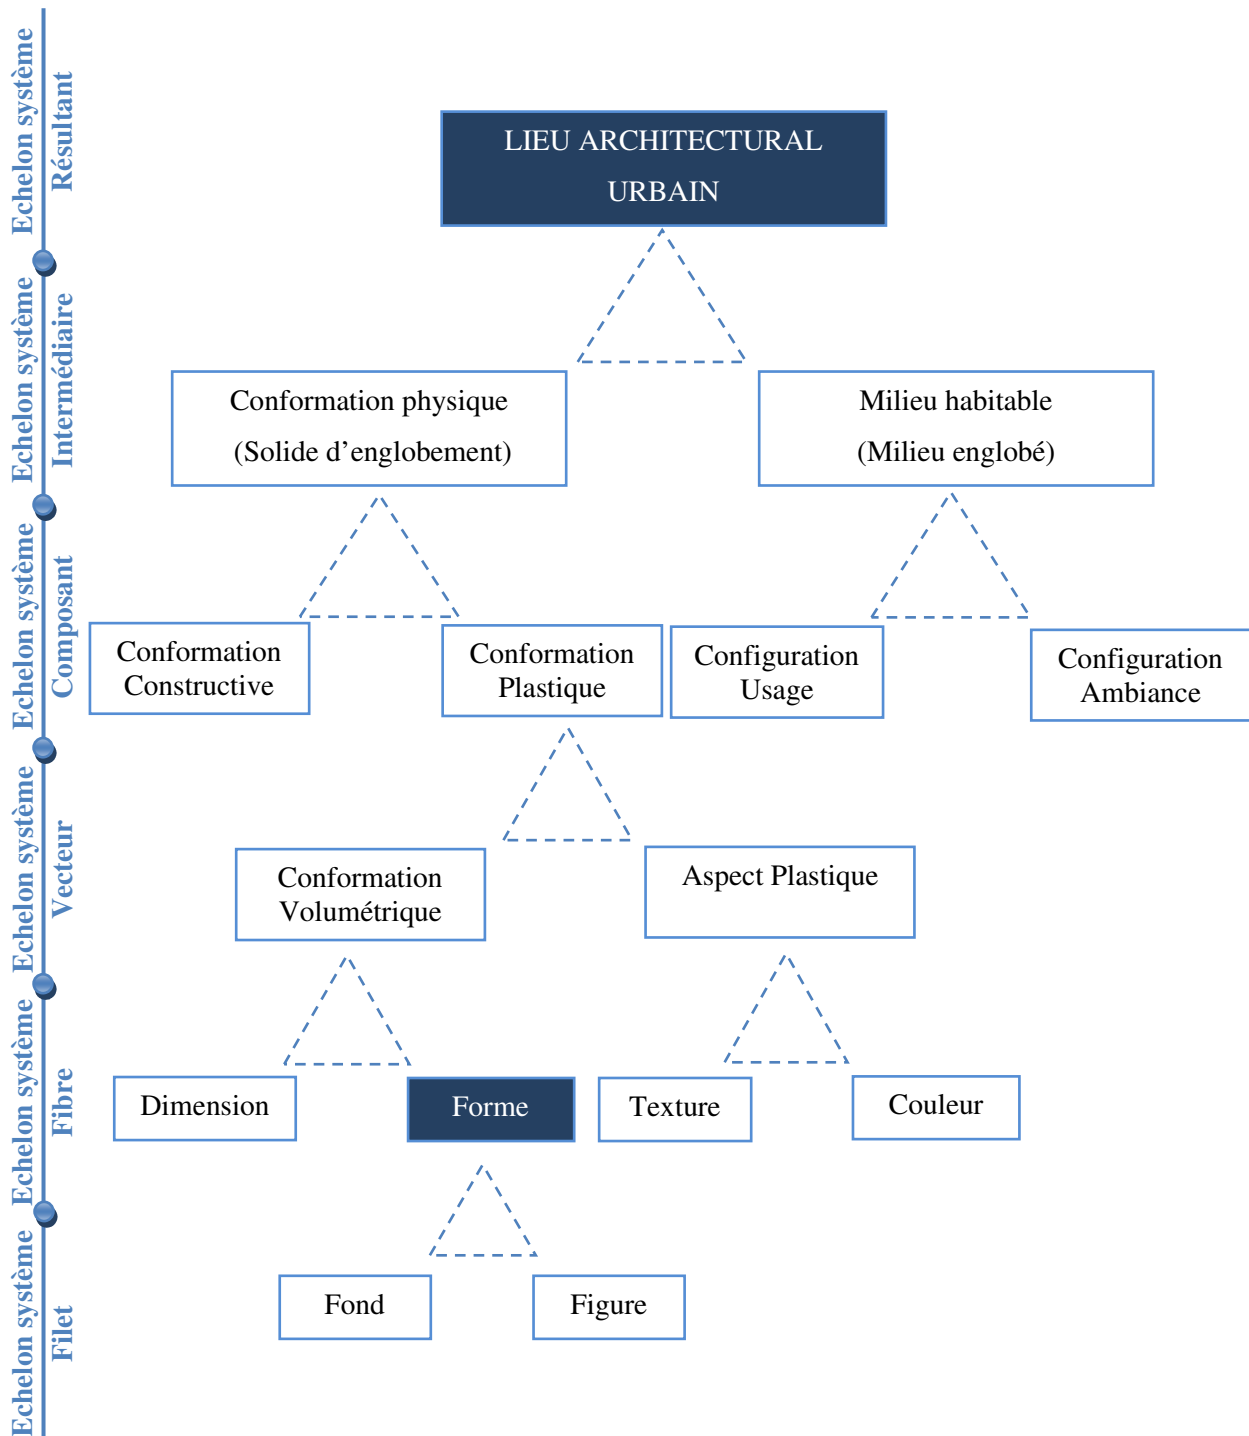 Echelon système
Résultant
LIEU ARCHITECTURAL
URBAIN
Echelon système
Intermédiaire
Conformation physique
(Solide d’englobement)
Milieu habitable
(Milieu englobé)
Echelon système
Composant
Conformation
Constructive
Conformation
Plastique
Configuration
Usage
Configuration
Ambiance
Echelon système
Vecteur
Conformation
Volumétrique
Aspect Plastique
Echelon système
Fibre
Dimension
Forme
Texture
Couleur
Echelon système
Filet
Fond
Figure